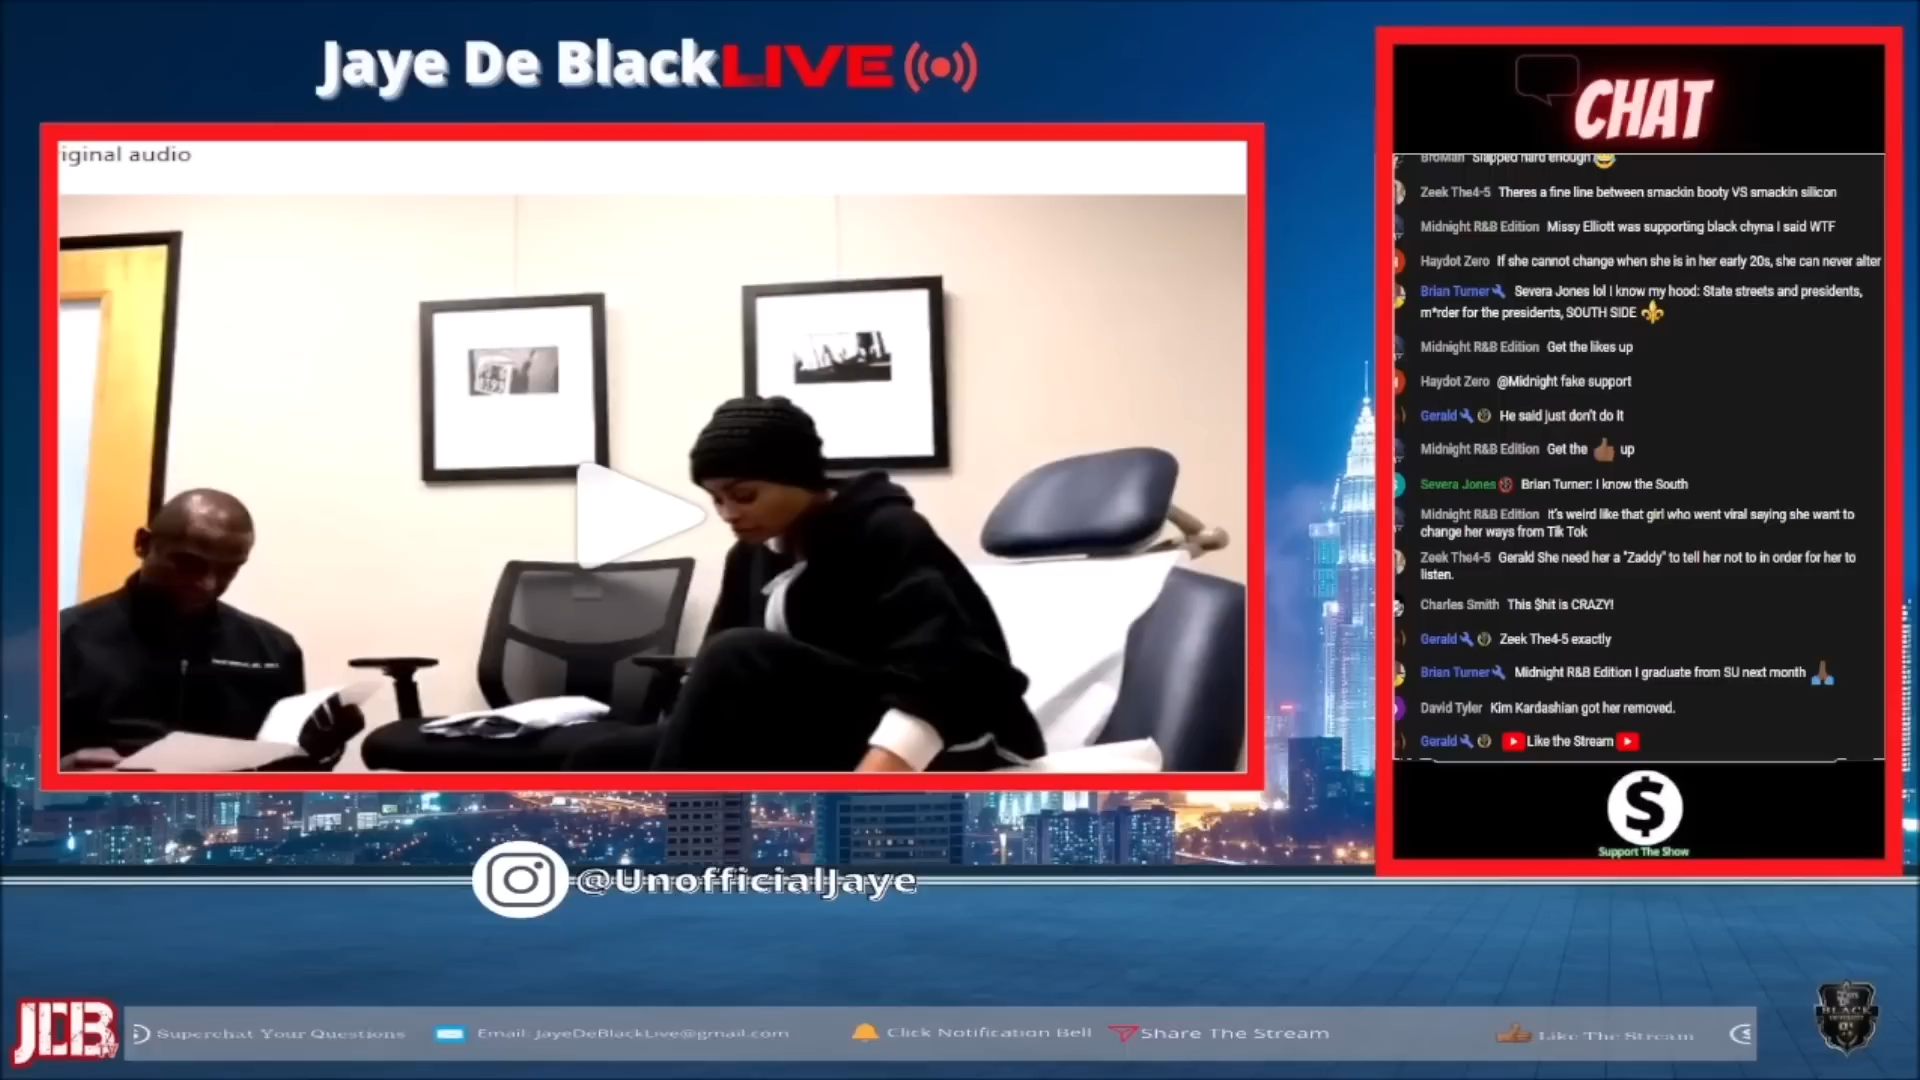 Jaye De Black LIVE
iginal audio
CHAT
BroMan Slapped hard enough
Zeek The4-5 Theres a fine line between smackin booty VS smackin silicon
Midnight R&B Edition Missy Elliott was supporting black chyna I said WTF
Haydot Zero If she cannot change when she is in her early 20s, she can never alter
Brian Turner Severa Jones lol I know my hood: State streets and presidents,
m*rder for the presidents, SOUTH SIDE
Midnight R&B Edition Get the likes up
Haydot Zero @Midnight fake support
Gerald He said just don't do it
Midnight R&B Edition Get the 👍🏾 up
Severa Jones Brian Turner: I know the South
Midnight R&B Edition It's weird like that girl who went viral saying she want to
change her ways from Tik Tok
Zeek The4-5 Gerald She need her a "Zaddy" to tell her not to in order for her to
listen.
Charles Smith This $hit is CRAZY!
Gerald Zeek The4-5 exactly
Brian Turner Midnight R&B Edition I graduate from SU next month
David Tyler Kim Kardashian got her removed.
Gerald Like the Stream
$
Support The Show
@UnofficialJaye
JDB TV
Superchat Your Questions Email: JayeDeBlackLive@gmail.com Click Notification Bell Share The Stream Like The Stream
BLACK